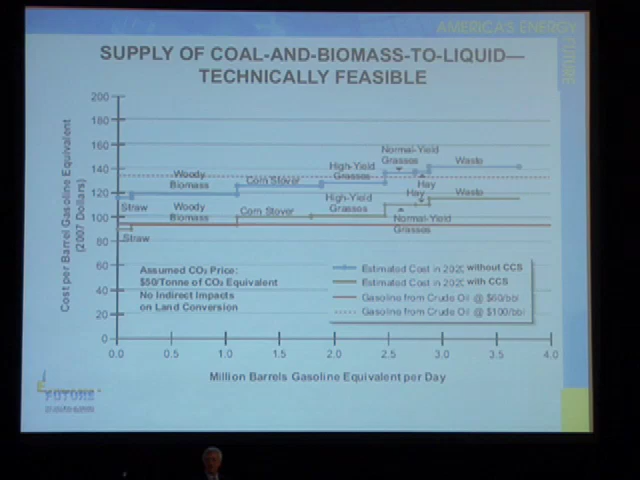 AMERICA'S ENERGY
FUTURE
SUPPLY OF COAL-AND-BIOMASS-TO-LIQUID—
TECHNICALLY FEASIBLE
Cost per Barrel Gasoline Equivalent
(2007 Dollars)
200
180
160
140
120
100
80
60
40
20
0
Normal-Yield
Grasses
Waste
High-Yield
Grasses
Woody
Biomass
Corn Stover
Hay
Hay
Straw
Woody
Biomass
Corn Stover
High-Yield
Grasses
Waste
Normal-Yield
Grasses
Straw
Assumed CO₂ Price:
$50/Tonne of CO₂ Equivalent
No Indirect Impacts
on Land Conversion
Estimated Cost in 2020 without CCS
Estimated Cost in 2020 with CCS
Gasoline from Crude Oil @ $60/bbl
Gasoline from Crude Oil @ $100/bbl
0.0 0.5 1.0 1.5 2.0 2.5 3.0 3.5 4.0
Million Barrels Gasoline Equivalent per Day
FUTURE